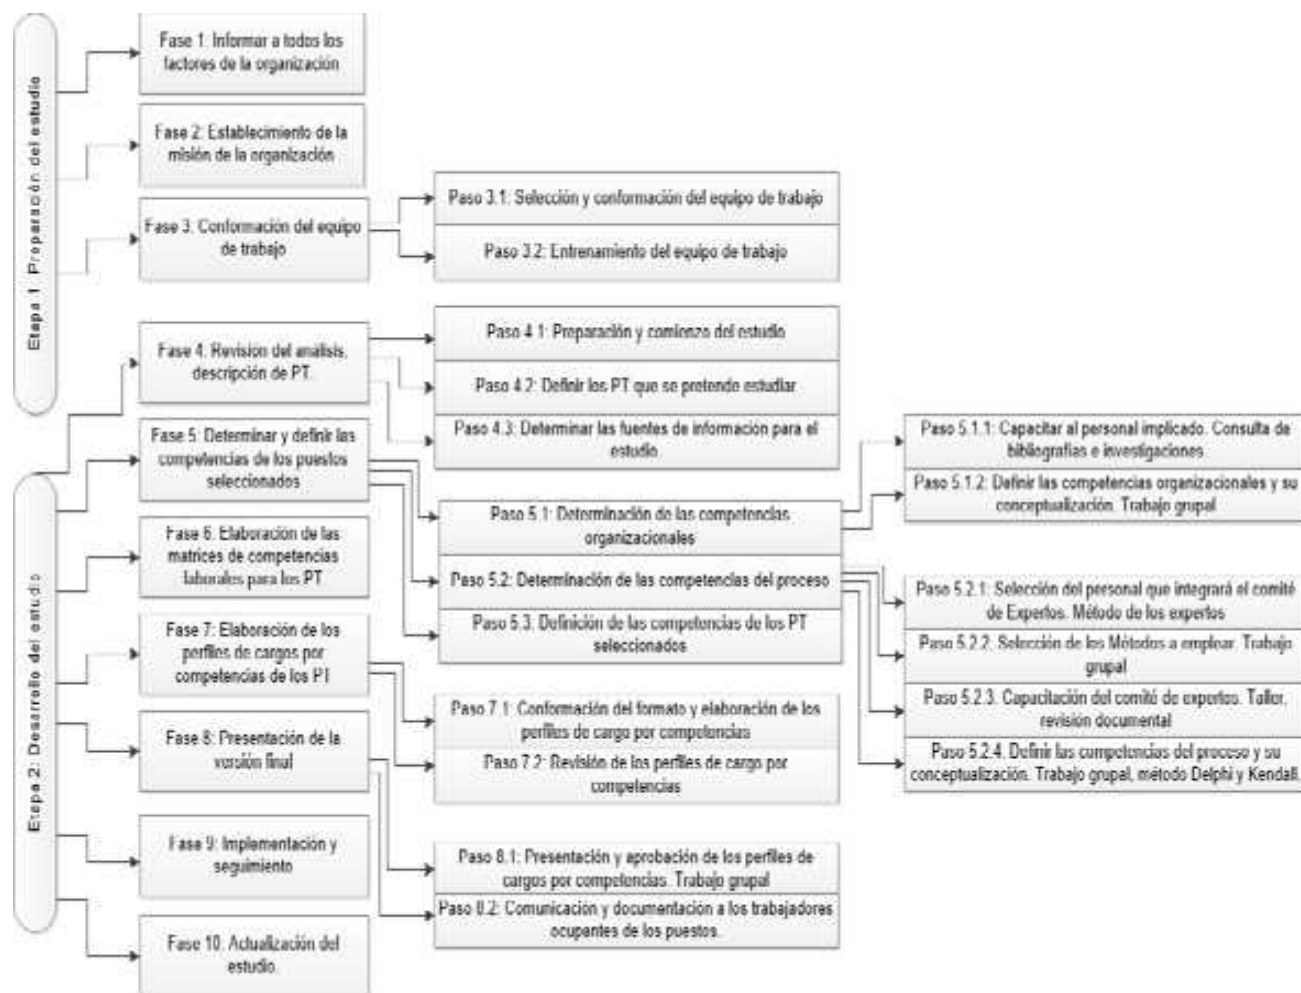 Etapa 1: Preparación del estudio
Fase 1: Informar a todos los
factores de la organización
Fase 2: Establecimiento de la
misión de la organización
Fase 3. Conformación del equipo
de trabajo
Paso 3.1: Selección y conformación del equipo de trabajo
Paso 3.2: Entrenamiento del equipo de trabajo
Etapa 2: Desarrollo del estudio
Fase 4. Revisión del análisis,
descripción de PT.
Paso 4.1: Preparación y comienzo del estudio
Paso 4.2: Definir los PT que se pretende estudiar
Paso 4.3: Determinar las fuentes de información para el
estudio.
Fase 5: Determinar y definir las
competencias de los puestos
seleccionados
Paso 5.1: Determinación de las competencias
organizacionales
Paso 5.1.1: Capacitar al personal implicado. Consulta de
bibliografías e investigaciones
Paso 5.1.2: Definir las competencias organizacionales y su
conceptualización. Trabajo grupal
Paso 5.2: Determinación de las competencias del proceso
Paso 5.2.1: Selección del personal que integrará el comité
de Expertos. Método de los expertos
Paso 5.2.2: Selección de los Métodos a emplear. Trabajo
grupal
Paso 5.2.3. Capacitación del comité de expertos. Taller,
revisión documental
Paso 5.2.4. Definir las competencias del proceso y su
conceptualización. Trabajo grupal, método Delphi y Kendall.
Paso 5.3. Definición de las competencias de los PT
seleccionados
Fase 6. Elaboración de las
matrices de competencias
laborales para los PT
Fase 7: Elaboración de los
perfiles de cargos por
competencias de los PT
Paso 7.1: Conformación del formato y elaboración de los
perfiles de cargo por competencias
Paso 7.2: Revisión de los perfiles de cargo por
competencias
Fase 8: Presentación de la
versión final
Paso 8.1: Presentación y aprobación de los perfiles de
cargos por competencias. Trabajo grupal
Paso 8.2: Comunicación y documentación a los trabajadores
ocupantes de los puestos.
Fase 9: Implementación y
seguimiento
Fase 10. Actualización del
estudio.